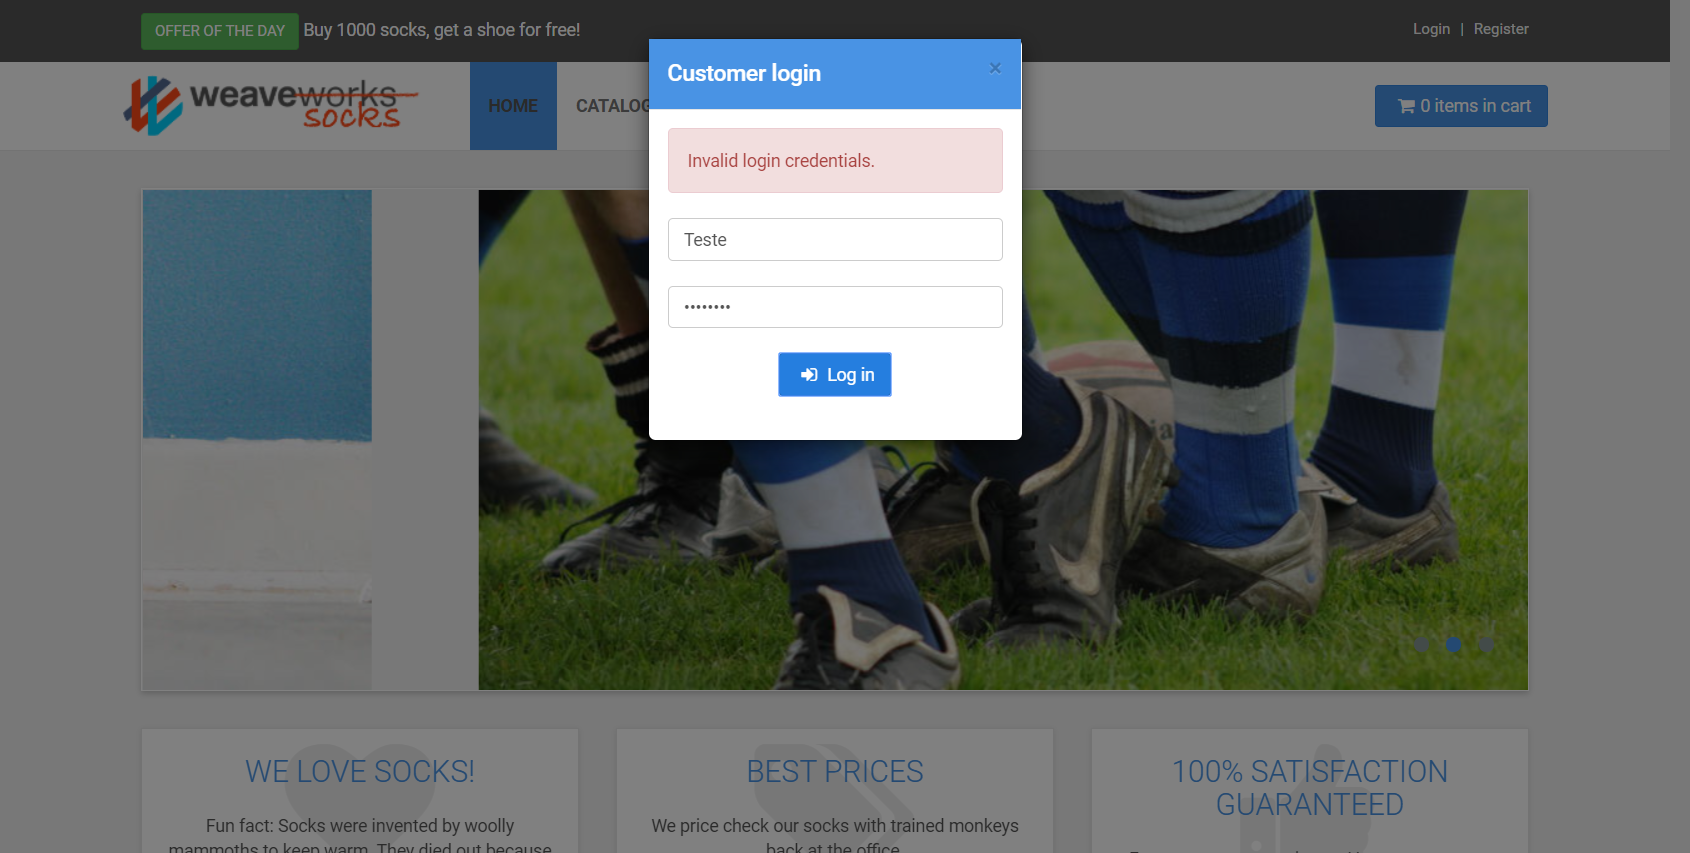 OFFER OF THE DAY Buy 1000 socks, get a shoe for free!
Login | Register
weaveworks
socks
HOME
CATALOG
0 items in cart
Customer login
×
Invalid login credentials.
Teste
••••••••
Log in
WE LOVE SOCKS!
Fun fact: Socks were invented by woolly
mammoths to keep warm. They died out because
BEST PRICES
We price check our socks with trained monkeys
back at the office
100% SATISFACTION
GUARANTEED